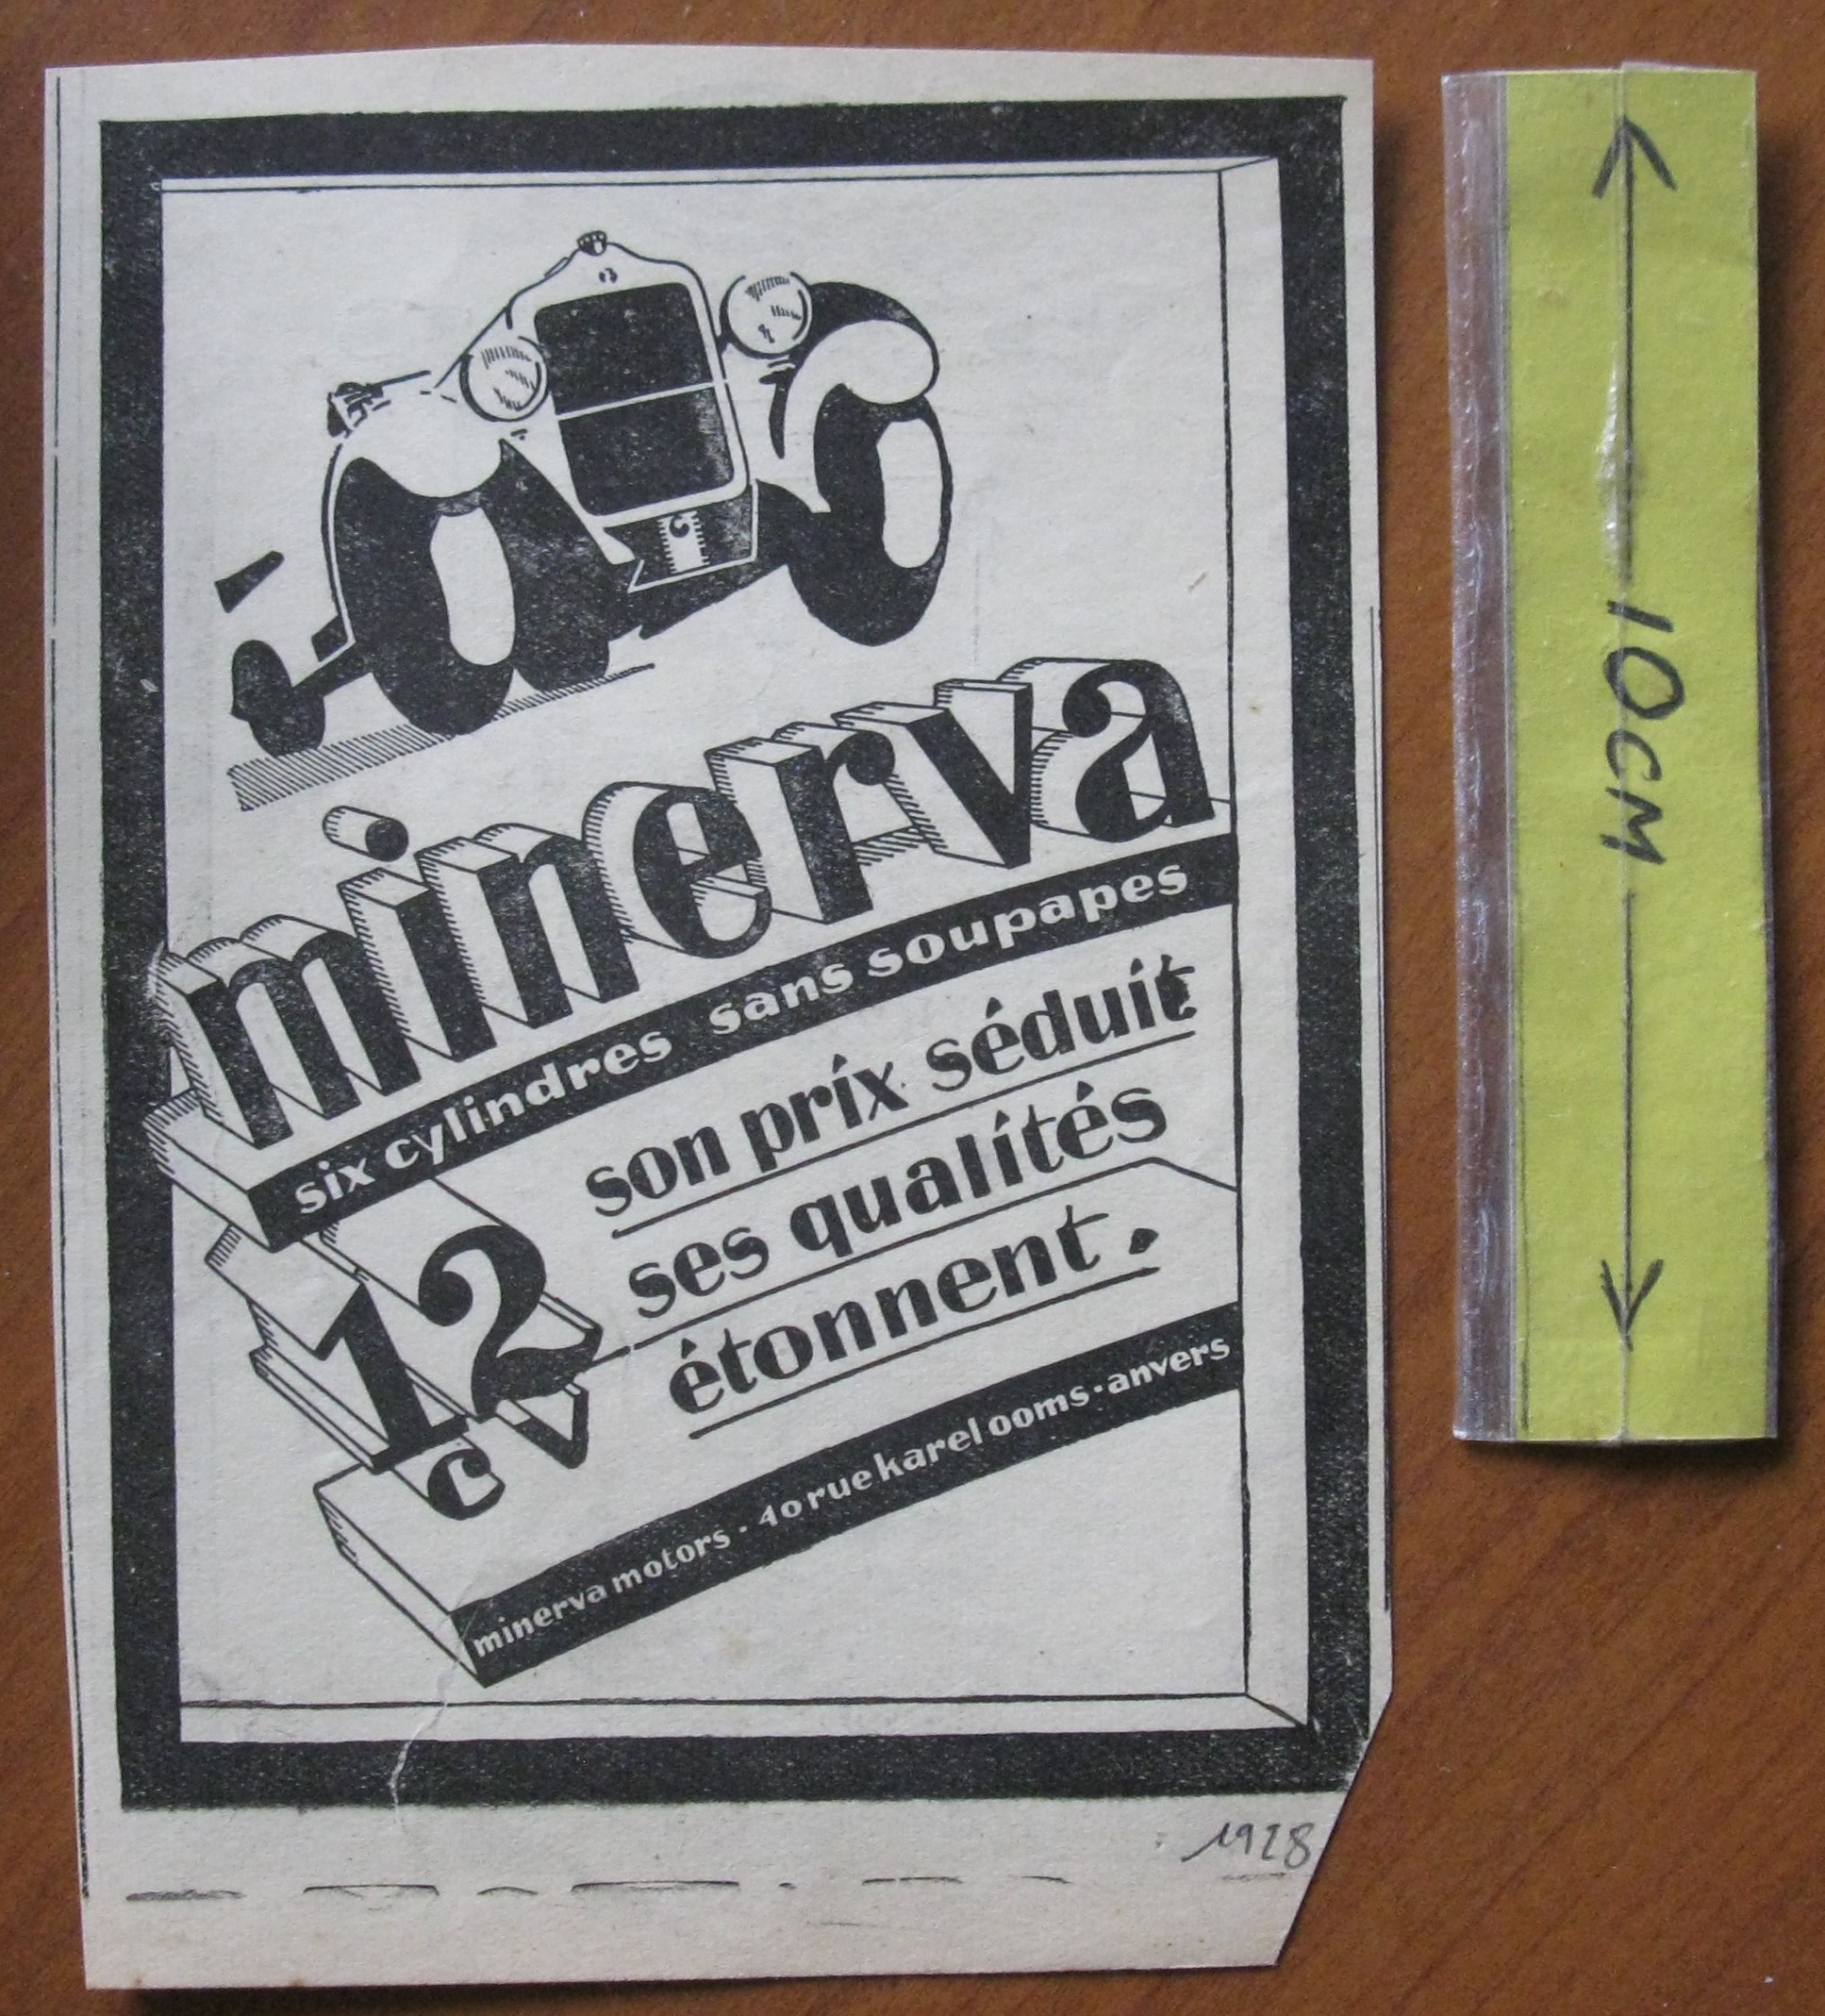 minerva
six cylindres sans soupapes
son prix séduit
ses qualités
étonnent.
12
cv
minerva motors · 40 rue karel ooms · anvers
1928
10CM